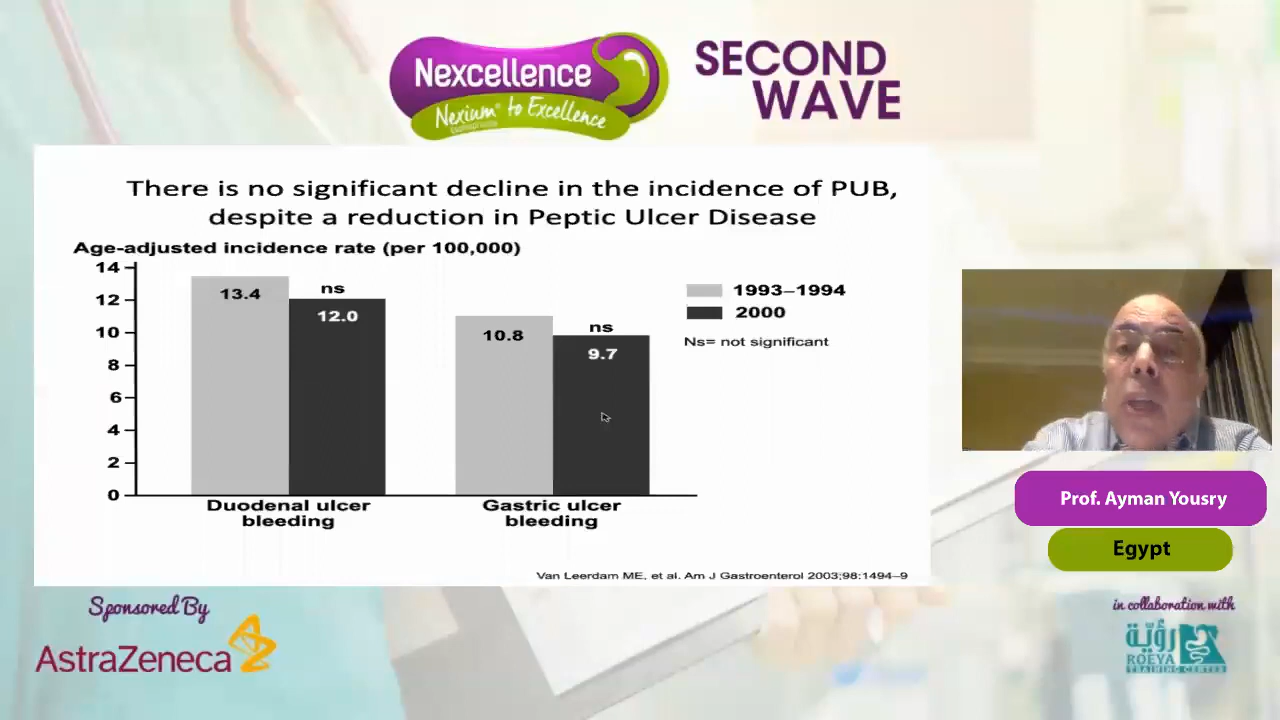 Nexcellence
Nexium® to Excellence
esomeprazole
SECOND
WAVE
There is no significant decline in the incidence of PUB,
despite a reduction in Peptic Ulcer Disease
Age-adjusted incidence rate (per 100,000)
14
12
10
8
6
4
2
0
13.4
ns
12.0
10.8
ns
9.7
1993–1994
2000
Ns= not significant
Duodenal ulcer
bleeding
Gastric ulcer
bleeding
Van Leerdam ME, et al. Am J Gastroenterol 2003;98:1494–9
Prof. Ayman Yousry
Egypt
Sponsored By
AstraZeneca
in collaboration with
رؤية
ROEYA
TRAINING CENTER